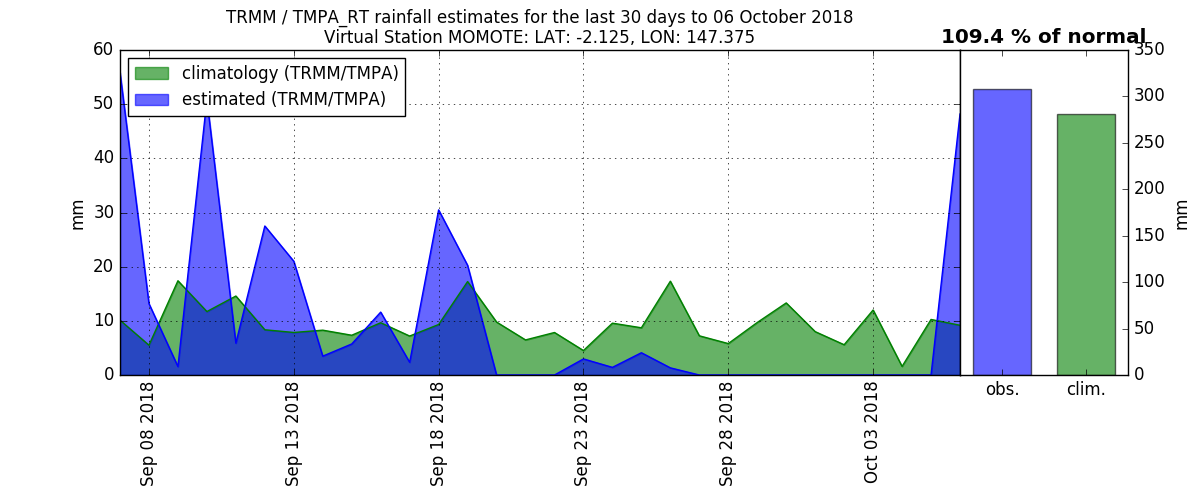 TRMM / TMPA_RT rainfall estimates for the last 30 days to 06 October 2018
Virtual Station MOMOTE: LAT: -2.125, LON: 147.375
109.4 % of normal
climatology (TRMM/TMPA)
estimated (TRMM/TMPA)
60
50
40
30
20
10
0
mm
350
300
250
200
150
100
50
0
mm
Sep 08 2018
Sep 13 2018
Sep 18 2018
Sep 23 2018
Sep 28 2018
Oct 03 2018
obs.
clim.